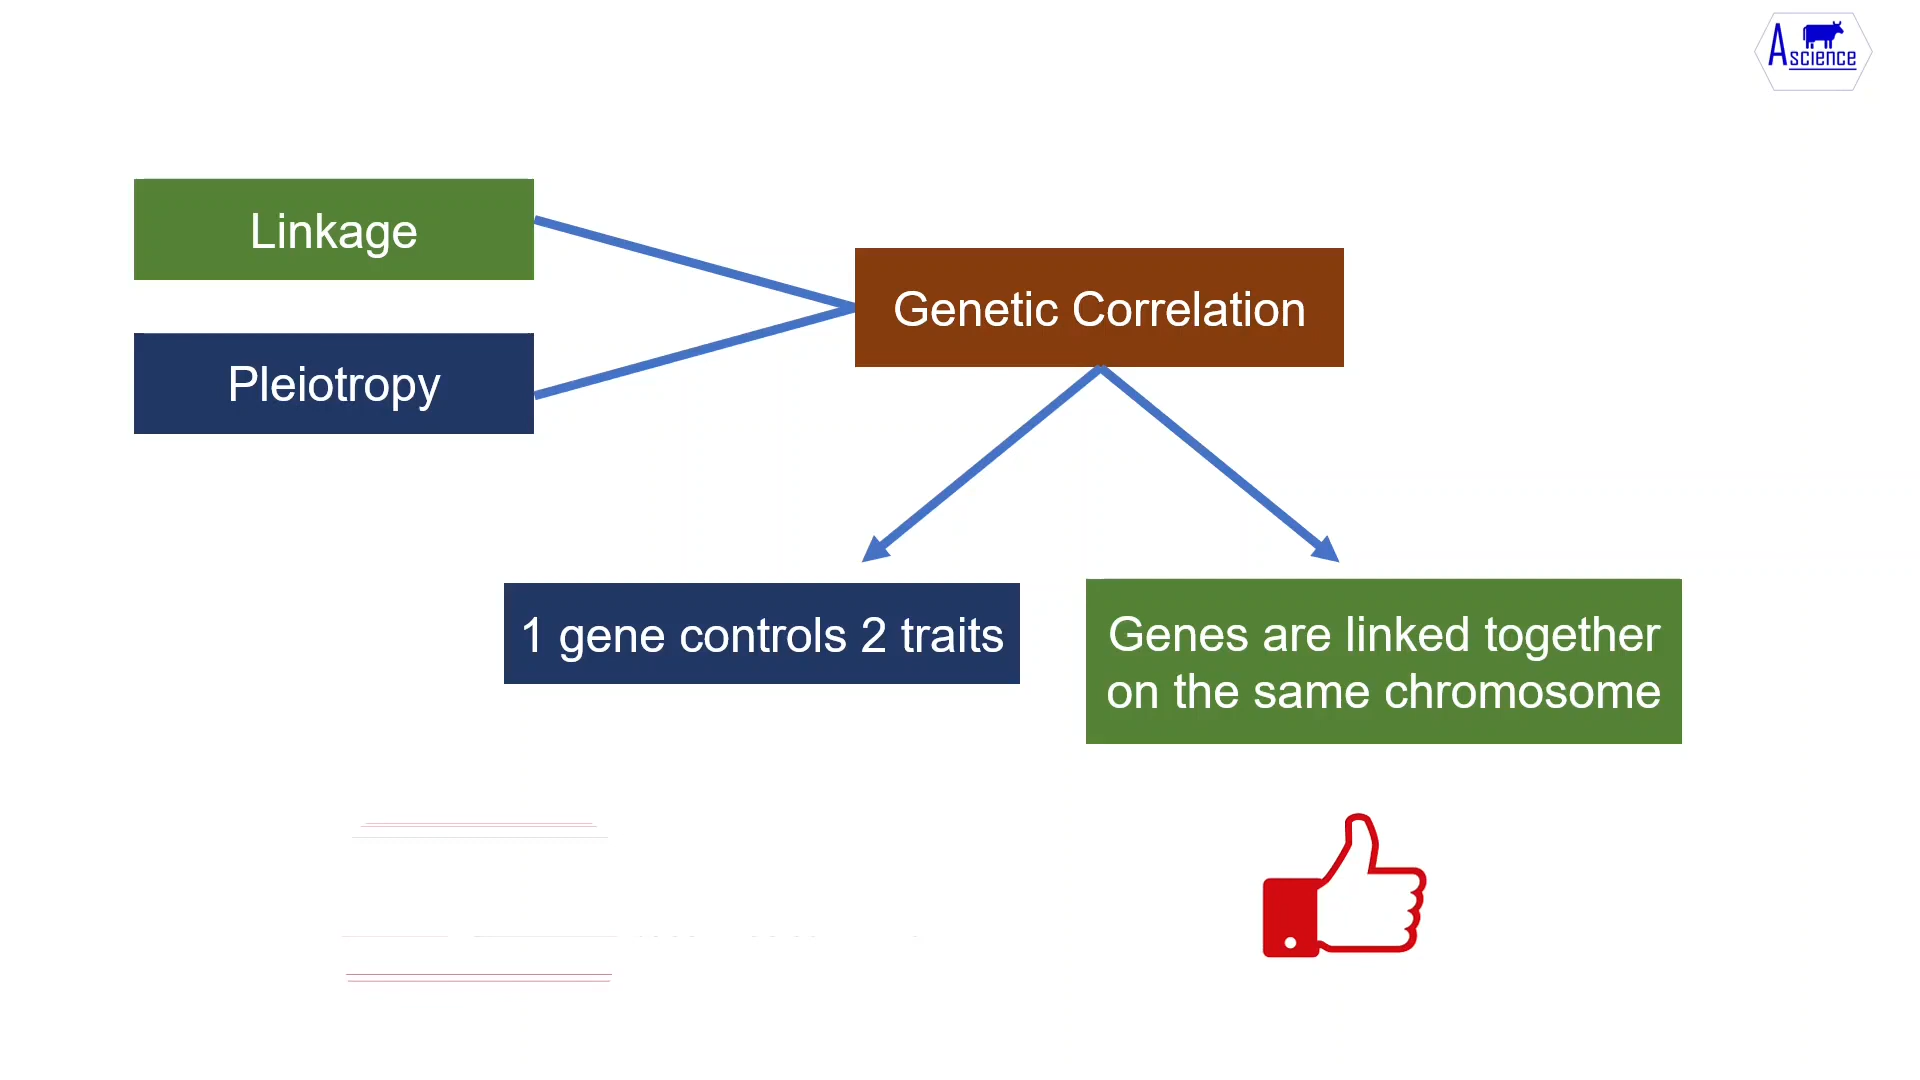 Ascience
Linkage
Pleiotropy
Genetic Correlation
1 gene controls 2 traits
Genes are linked together
on the same chromosome